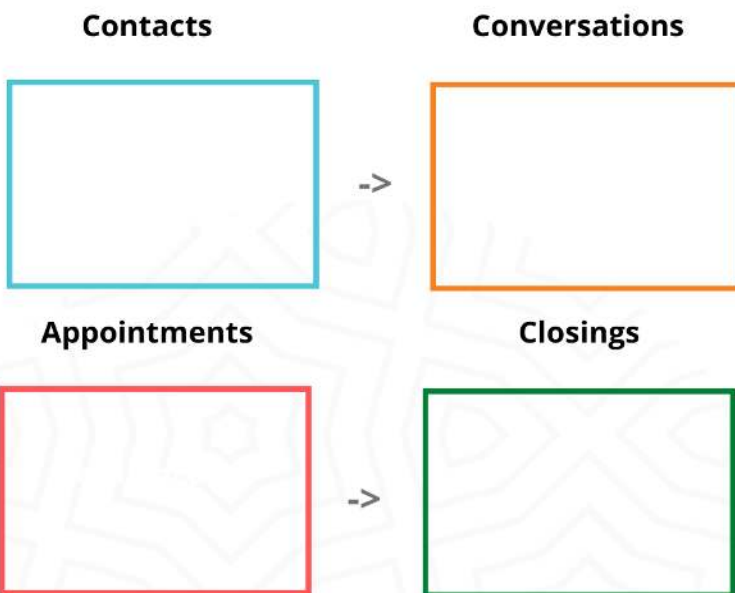 Contacts
Conversations
->
Appointments
Closings
->